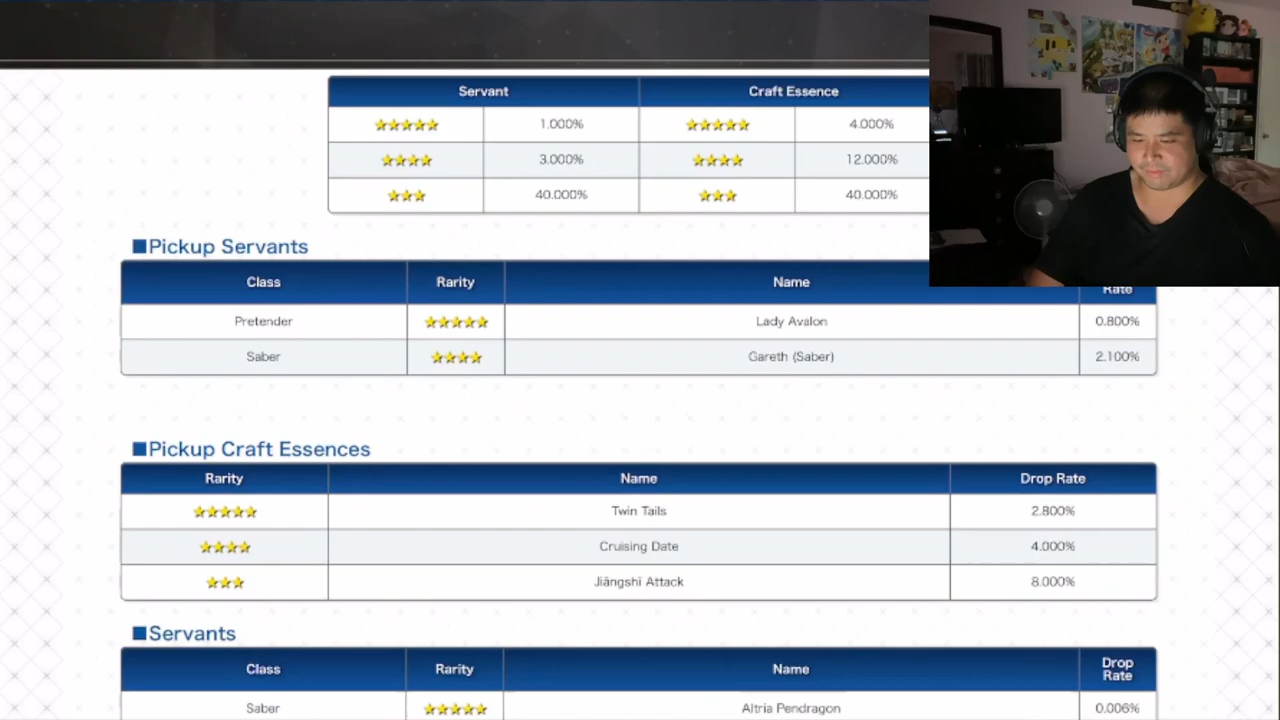 Servant Craft Essence
★★★★★ 1.000% ★★★★★ 4.000%
★★★★ 3.000% ★★★★ 12.000%
★★★ 40.000% ★★★ 40.000%
■Pickup Servants
Class Rarity Name Rate
Pretender ★★★★★ Lady Avalon 0.800%
Saber ★★★★ Gareth (Saber) 2.100%
■Pickup Craft Essences
Rarity Name Drop Rate
★★★★★ Twin Tails 2.800%
★★★★ Cruising Date 4.000%
★★★ Jiāngshī Attack 8.000%
■Servants
Class Rarity Name Drop Rate
Saber ★★★★★ Altria Pendragon 0.006%